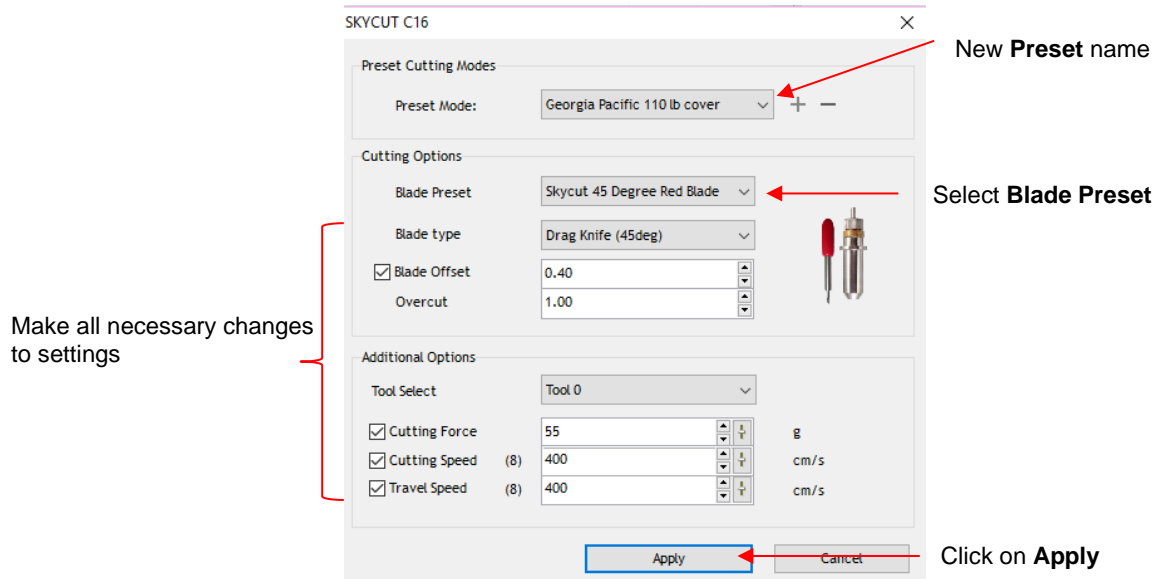 SKYCUT C16
New Preset name
Preset Cutting Modes
Preset Mode: Georgia Pacific 110 lb cover
Cutting Options
Blade Preset Skycut 45 Degree Red Blade
Select Blade Preset
Blade type Drag Knife (45deg)
Blade Offset 0.40
Overcut 1.00
Make all necessary changes
to settings
Additional Options
Tool Select Tool 0
Cutting Force 55 g
Cutting Speed (8) 400 cm/s
Travel Speed (8) 400 cm/s
Apply Cancel
Click on Apply